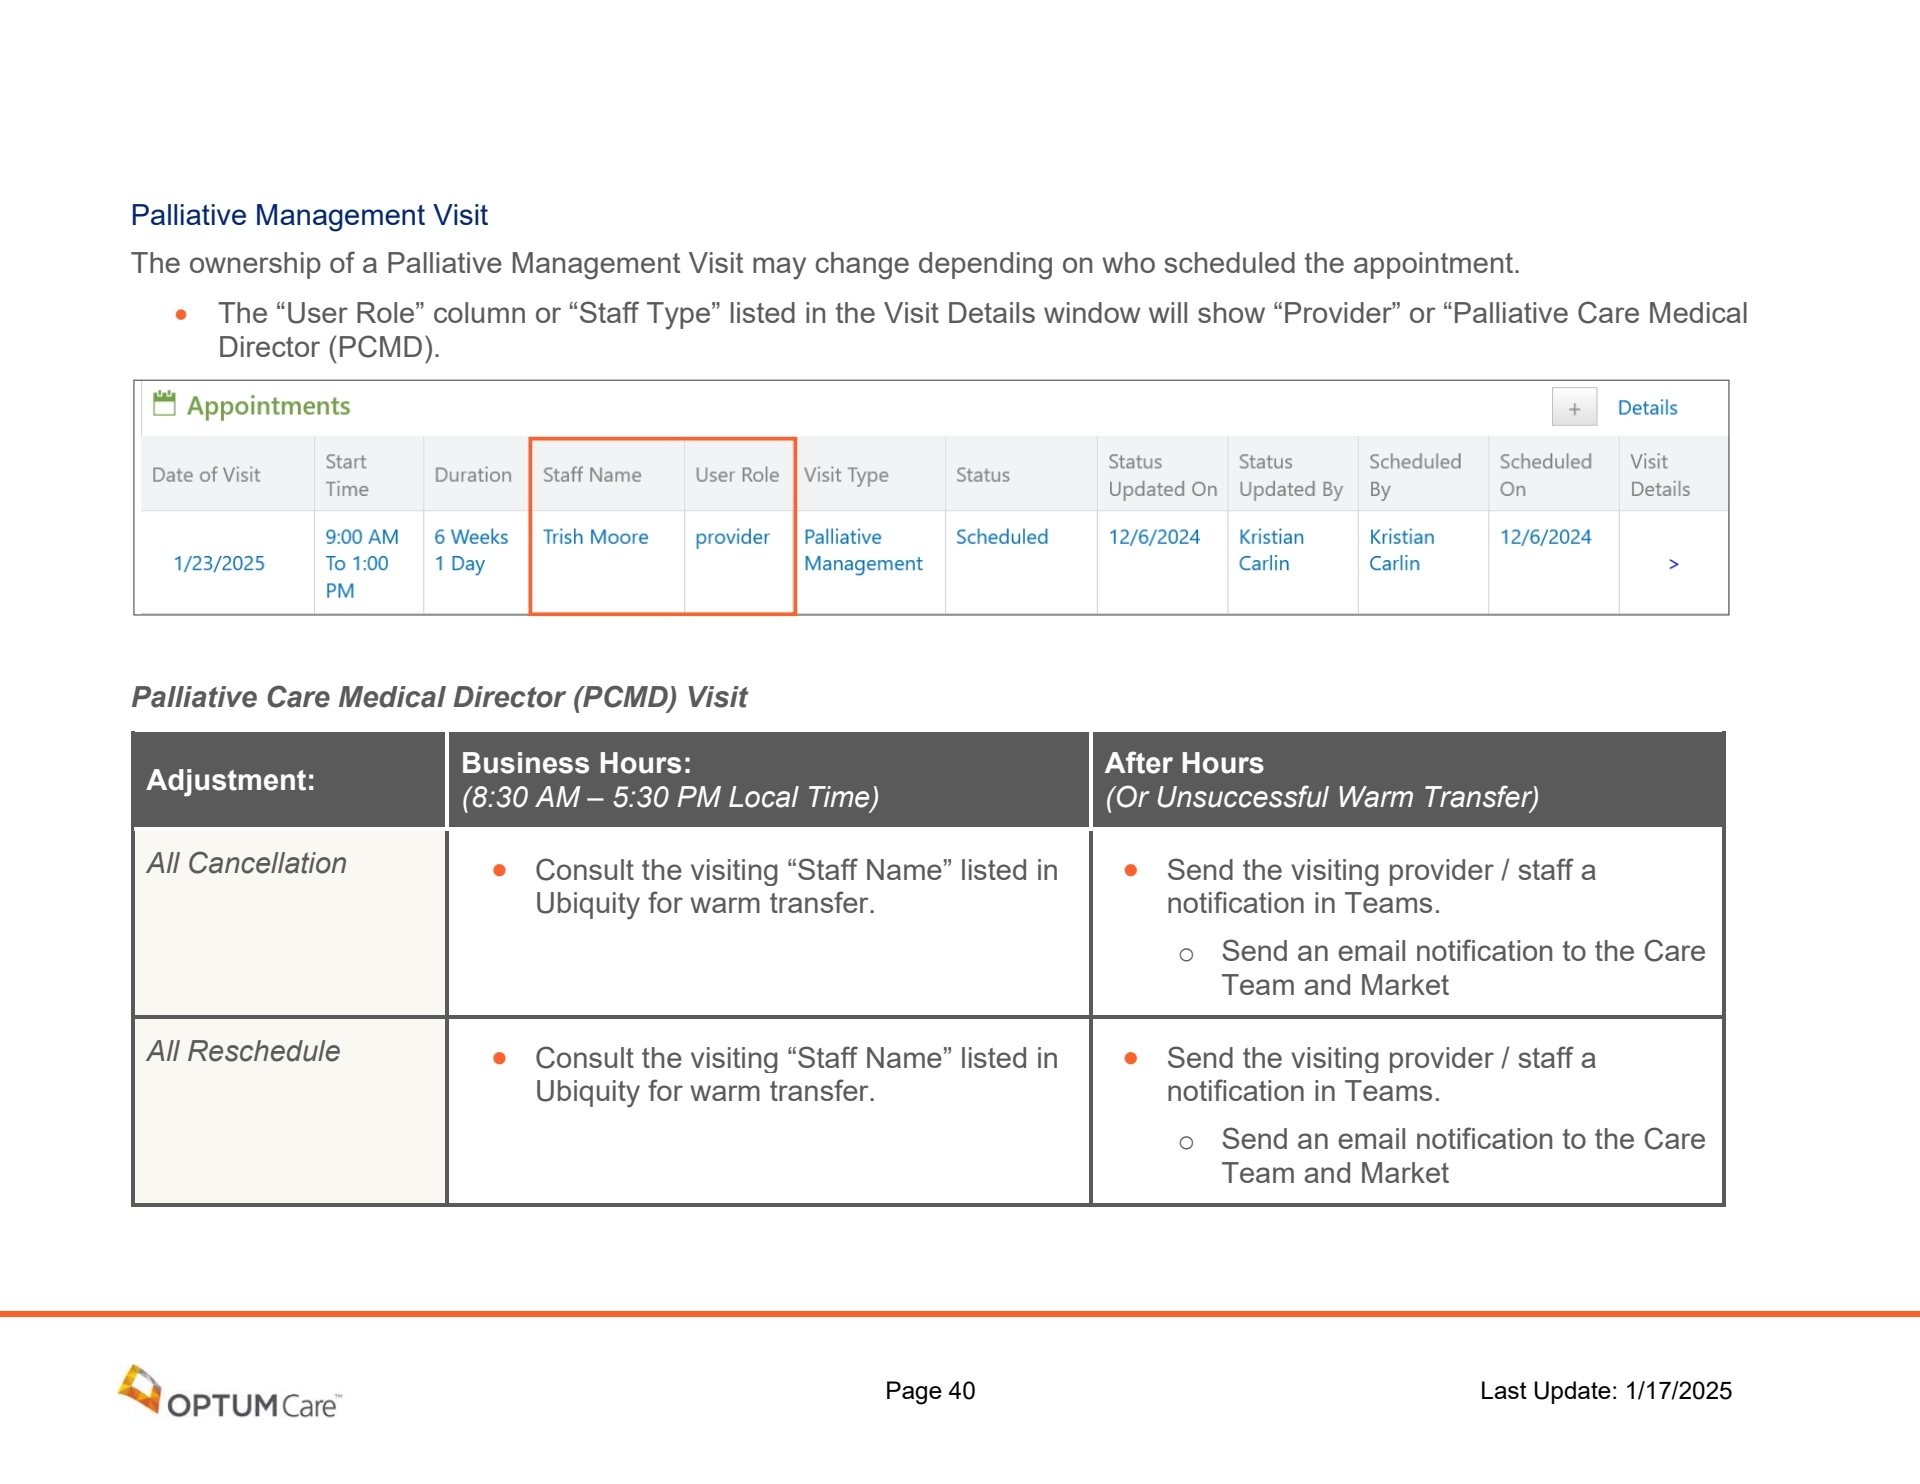 Palliative Management Visit
The ownership of a Palliative Management Visit may change depending on who scheduled the appointment.
• The “User Role” column or “Staff Type” listed in the Visit Details window will show “Provider” or “Palliative Care Medical
Director (PCMD).
Appointments
+ Details
Date of Visit
Start
Time
Duration
Staff Name
User Role
Visit Type
Status
Status
Updated On
Status
Updated By
Scheduled
By
Scheduled
On
Visit
Details
1/23/2025
9:00 AM
To 1:00
PM
6 Weeks
1 Day
Trish Moore
provider
Palliative
Management
Scheduled
12/6/2024
Kristian
Carlin
Kristian
Carlin
12/6/2024
>
Palliative Care Medical Director (PCMD) Visit
Adjustment:
Business Hours:
(8:30 AM – 5:30 PM Local Time)
After Hours
(Or Unsuccessful Warm Transfer)
All Cancellation
• Consult the visiting “Staff Name” listed in
Ubiquity for warm transfer.
• Send the visiting provider / staff a
notification in Teams.
o Send an email notification to the Care
Team and Market
All Reschedule
• Consult the visiting “Staff Name” listed in
Ubiquity for warm transfer.
• Send the visiting provider / staff a
notification in Teams.
o Send an email notification to the Care
Team and Market
OPTUMCare™
Page 40
Last Update: 1/17/2025